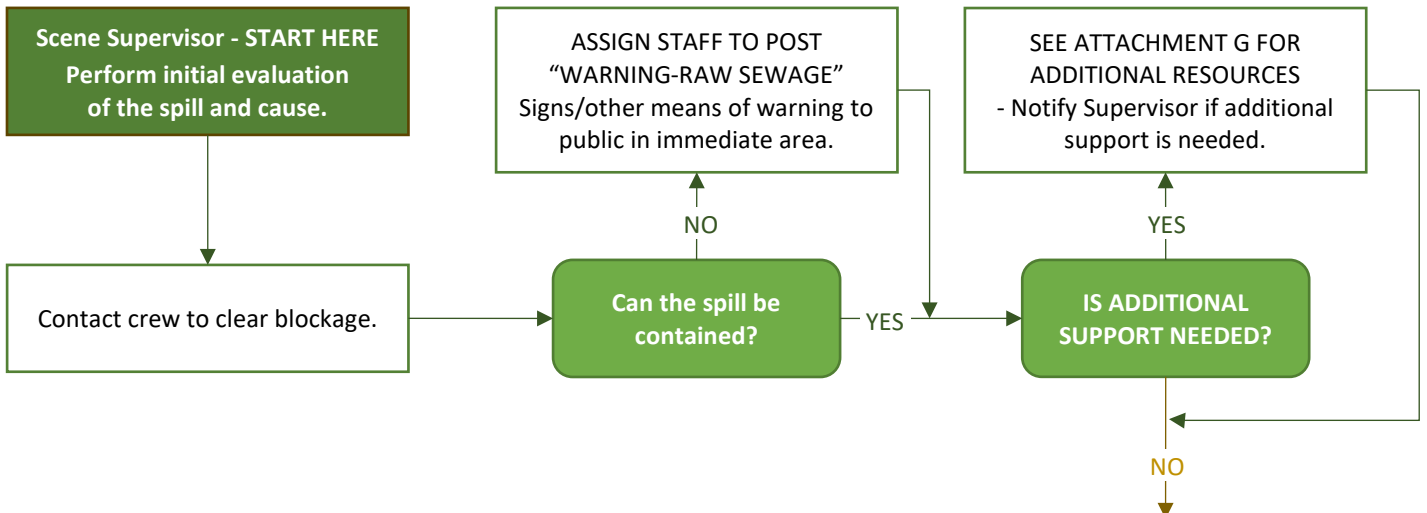 Scene Supervisor - START HERE
Perform initial evaluation
of the spill and cause.
ASSIGN STAFF TO POST
“WARNING-RAW SEWAGE”
Signs/other means of warning to
public in immediate area.
SEE ATTACHMENT G FOR
ADDITIONAL RESOURCES
- Notify Supervisor if additional
support is needed.
NO
YES
Contact crew to clear blockage.
Can the spill be
contained?
YES
IS ADDITIONAL
SUPPORT NEEDED?
NO